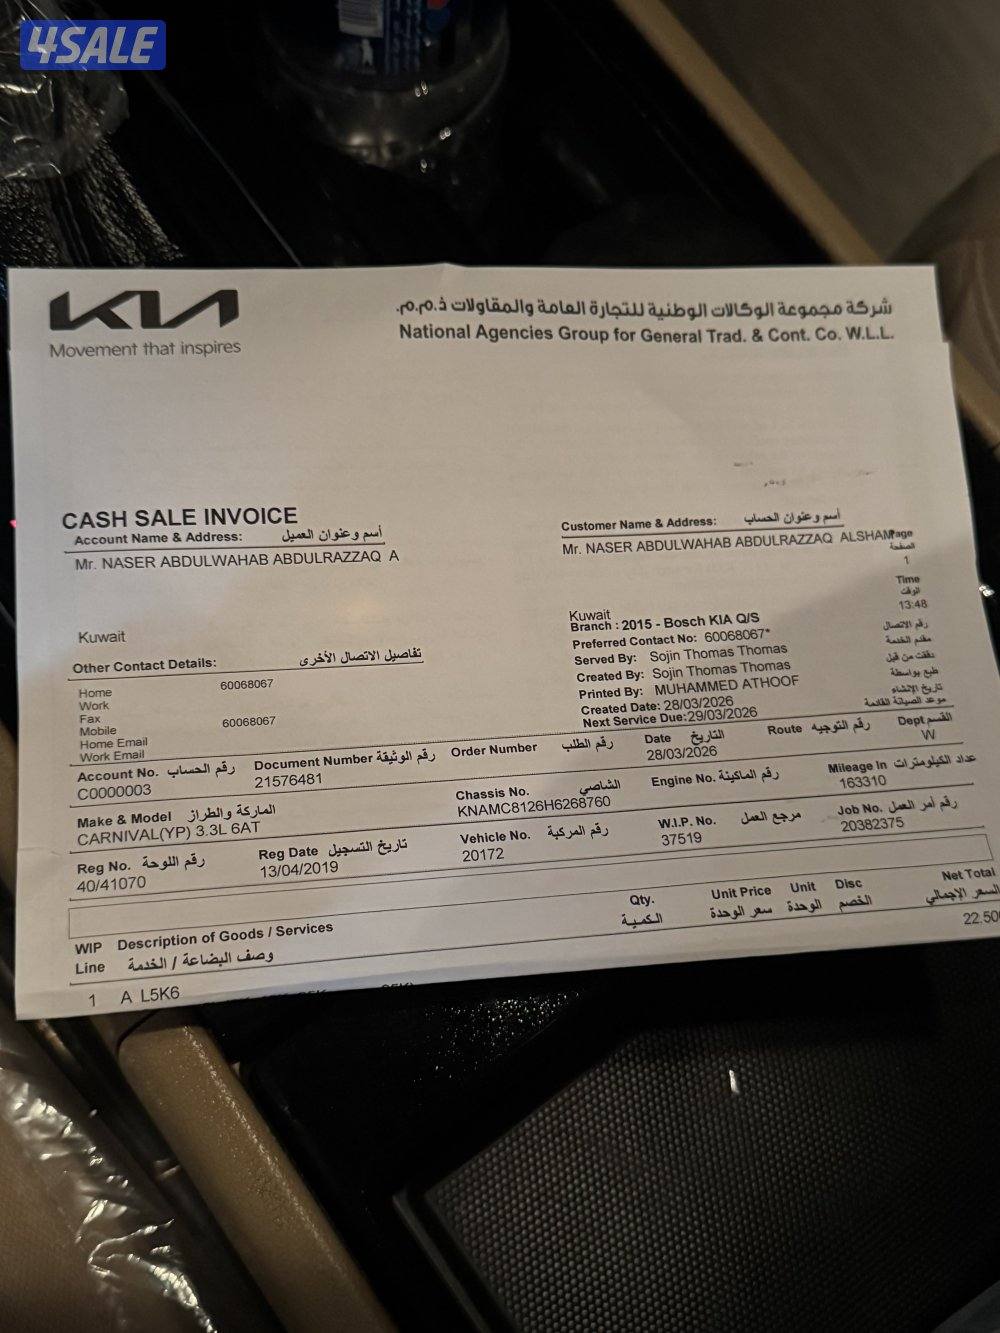 4SALE
KIA
Movement that inspires
شركة مجموعة الوكالات الوطنية للتجارة العامة والمقاولات ذ.م.م.
National Agencies Group for General Trad. & Cont. Co. W.L.L.
CASH SALE INVOICE
Account Name & Address: أسم وعنوان العميل
Mr. NASER ABDULWAHAB ABDULRAZZAQ A
Kuwait
Other Contact Details: تفاصيل الاتصال الأخرى
Home 60068067
Work
Fax
Mobile 60068067
Home Email
Work Email
Customer Name & Address: أسم وعنوان الحساب
Mr. NASER ABDULWAHAB ABDULRAZZAQ ALSHAM
Page
الصفحة
1
Time
الوقت
13:48
Kuwait
Branch : 2015 - Bosch KIA Q/S
Preferred Contact No: 60068067* رقم الاتصال
Served By: Sojin Thomas Thomas مقدم الخدمة
Created By: Sojin Thomas Thomas دققت من قبل
Printed By: MUHAMMED ATHOOF طبع بواسطة
Created Date: 28/03/2026 تاريخ الإنشاء
Next Service Due:29/03/2026 موعد الصيانة القادمة
Account No. رقم الحساب Document Number رقم الوثيقة Order Number رقم الطلب Date التاريخ Route رقم التوجيه Dept القسم
C0000003 21576481 28/03/2026 W
Make & Model الماركة والطراز Chassis No. الشاصي Engine No. رقم الماكينة Mileage In عداد الكيلومترات
CARNIVAL(YP) 3.3L 6AT KNAMC8126H6268760 163310
Reg No. رقم اللوحة Reg Date تاريخ التسجيل Vehicle No. رقم المركبة W.I.P. No. مرجع العمل Job No. رقم أمر العمل
40/41070 13/04/2019 20172 37519 20382375
WIP Description of Goods / Services Qty. Unit Price Unit Disc Net Total
Line وصف البضاعة / الخدمة الكمية سعر الوحدة الوحدة الخصم السعر الإجمالي
1 A L5K6 22.50